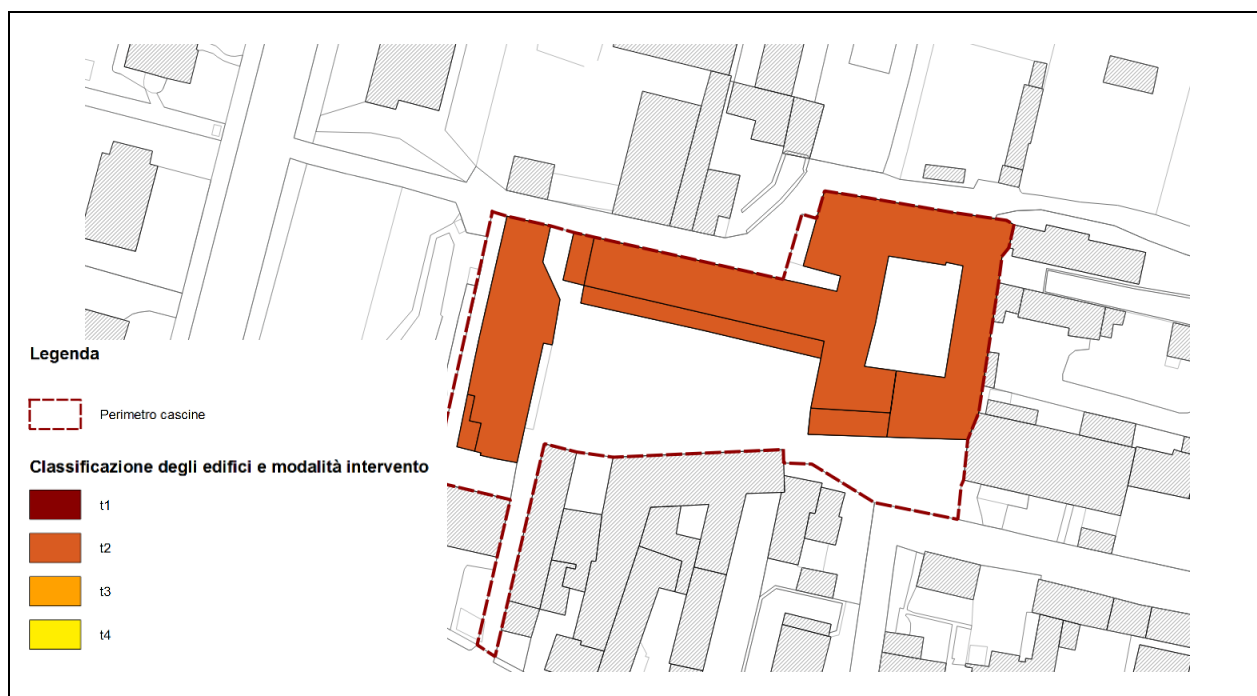 Legenda
Perimetro cascine
Classificazione degli edifici e modalità intervento
t1
t2
t3
t4